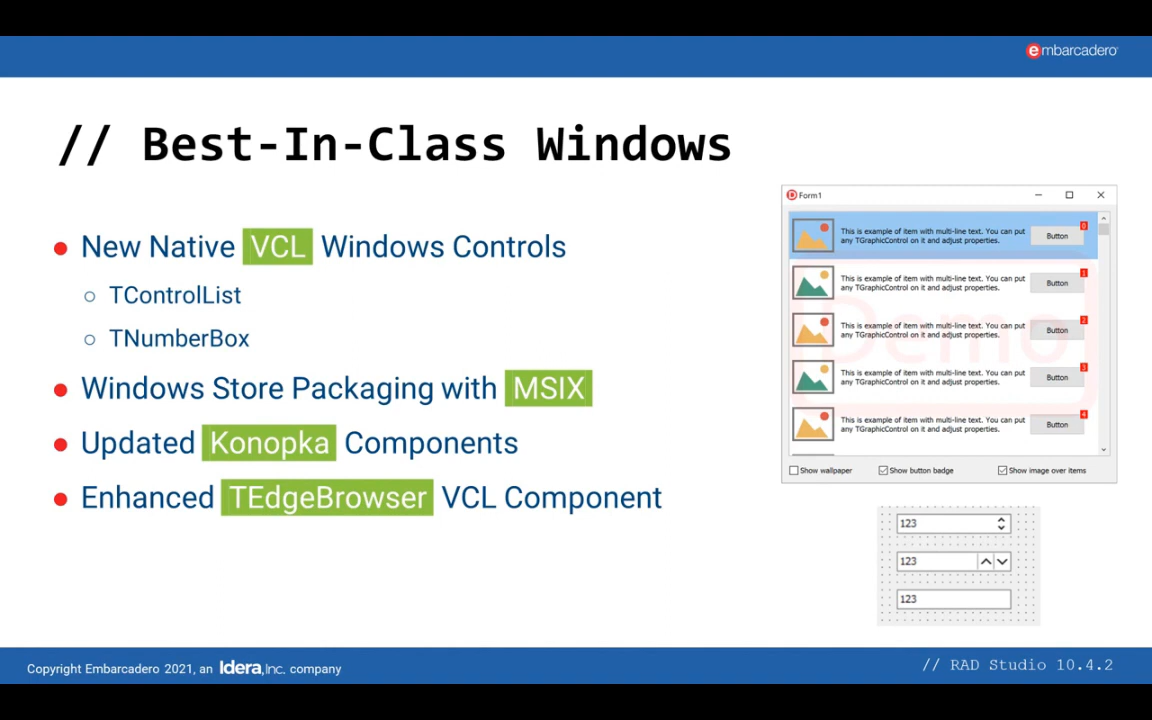 embarcadero
// Best-In-Class Windows
New Native VCL Windows Controls
TControlList
TNumberBox
Windows Store Packaging with MSIX
Updated Konopka Components
Enhanced TEdgeBrowser VCL Component
Form1
This is example of item with multi-line text. You can put
any TGraphicControl on it and adjust properties.
Button
0
This is example of item with multi-line text. You can put
any TGraphicControl on it and adjust properties.
Button
1
This is example of item with multi-line text. You can put
any TGraphicControl on it and adjust properties.
Button
2
This is example of item with multi-line text. You can put
any TGraphicControl on it and adjust properties.
Button
3
This is example of item with multi-line text. You can put
any TGraphicControl on it and adjust properties.
Button
4
Demo
Show wallpaper
Show button badge
Show image over items
123
123
123
Copyright Embarcadero 2021, an Idera, Inc. company
// RAD Studio 10.4.2